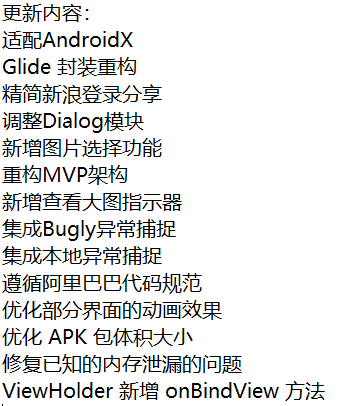 更新内容：
适配AndroidX
Glide 封装重构
精简新浪登录分享
调整Dialog模块
新增图片选择功能
重构MVP架构
新增查看大图指示器
集成Bugly异常捕捉
集成本地异常捕捉
遵循阿里巴巴代码规范
优化部分界面的动画效果
优化 APK 包体积大小
修复已知的内存泄漏的问题
ViewHolder 新增 onBindView 方法